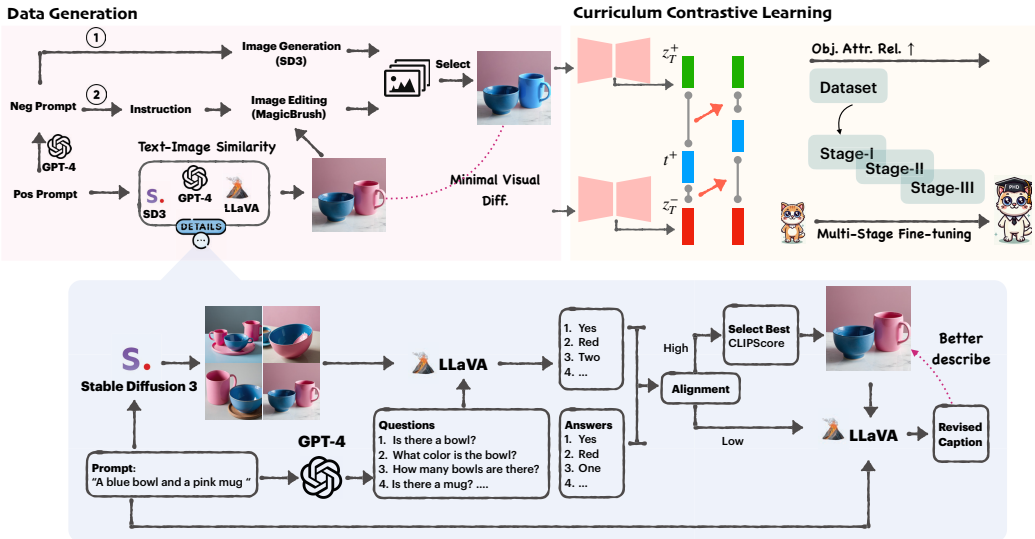 Data Generation
1
Image Generation
(SD3)
Neg Prompt
2
Instruction
Image Editing
(MagicBrush)
Select
GPT-4
Text-Image Similarity
Pos Prompt
S.
SD3
GPT-4
LLaVA
DETAILS
Minimal Visual
Diff.
Curriculum Contrastive Learning
z_T^+
t^+
z_T^-
Obj. Attr. Rel. ↑
Dataset
Stage-I
Stage-II
Stage-III
PHD
Multi-Stage Fine-tuning
S.
Stable Diffusion 3
Prompt:
“A blue bowl and a pink mug “
GPT-4
LLaVA
Questions
1. Is there a bowl?
2. What color is the bowl?
3. How many bowls are there?
4. Is there a mug? ....
1. Yes
2. Red
3. Two
4. ...
Answers
1. Yes
2. Red
3. One
4. ...
Alignment
High
Low
Select Best
CLIPScore
LLaVA
Better
describe
Revised
Caption